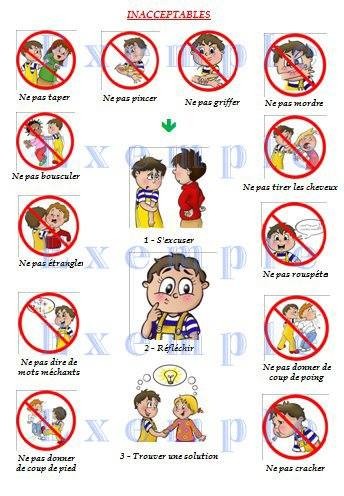 INACCEPTABLES
Ne pas taper
Ne pas pincer
Ne pas griffer
Ne pas mordre
Ne pas bousculer
Ne pas tirer les cheveux
1 - S'excuser
Ne pas étrangler
Ne pas rouspéter
2 - Réfléchir
Ne pas dire de
mots méchants
Ne pas donner de
coup de poing
3 - Trouver une solution
Ne pas donner
de coup de pied
Ne pas cracher